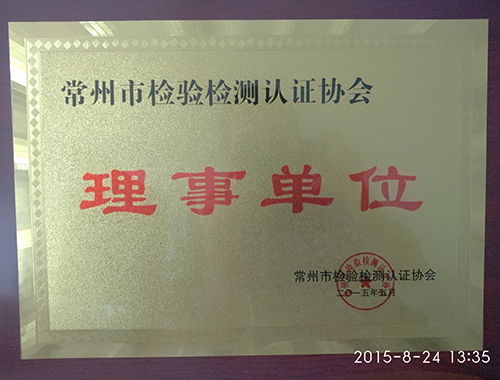 常州市检验检测认证协会
理事单位
常州市检验检测认证协会
二〇一五年五月
2015-8-24 13:35